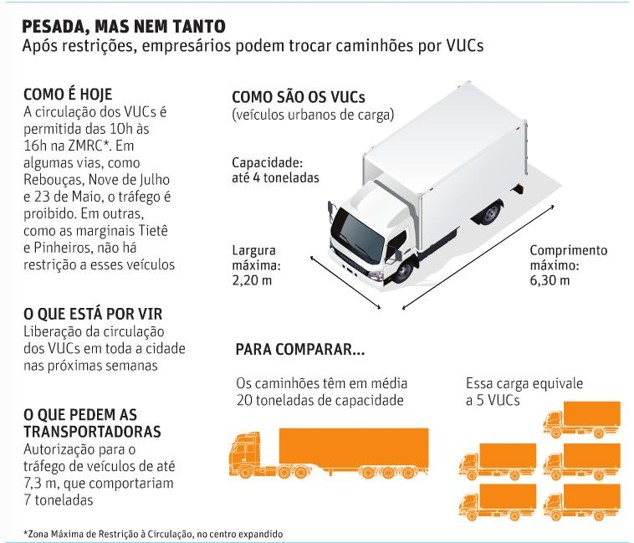 PESADA, MAS NEM TANTO
Após restrições, empresários podem trocar caminhões por VUCs
COMO É HOJE
A circulação dos VUCs é
permitida das 10h às
16h na ZMRC*. Em
algumas vias, como
Rebouças, Nove de Julho
e 23 de Maio, o tráfego é
proibido. Em outras,
como as marginais Tietê
e Pinheiros, não há
restrição a esses veículos
O QUE ESTÁ POR VIR
Liberação da circulação
dos VUCs em toda a cidade
nas próximas semanas
O QUE PEDEM AS
TRANSPORTADORAS
Autorização para o
tráfego de veículos de até
7,3 m, que comportariam
7 toneladas
COMO SÃO OS VUCs
(veículos urbanos de carga)
Capacidade:
até 4 toneladas
Largura
máxima:
2,20 m
Comprimento
máximo:
6,30 m
PARA COMPARAR...
Os caminhões têm em média
20 toneladas de capacidade
Essa carga equivale
a 5 VUCs
*Zona Máxima de Restrição à Circulação, no centro expandido